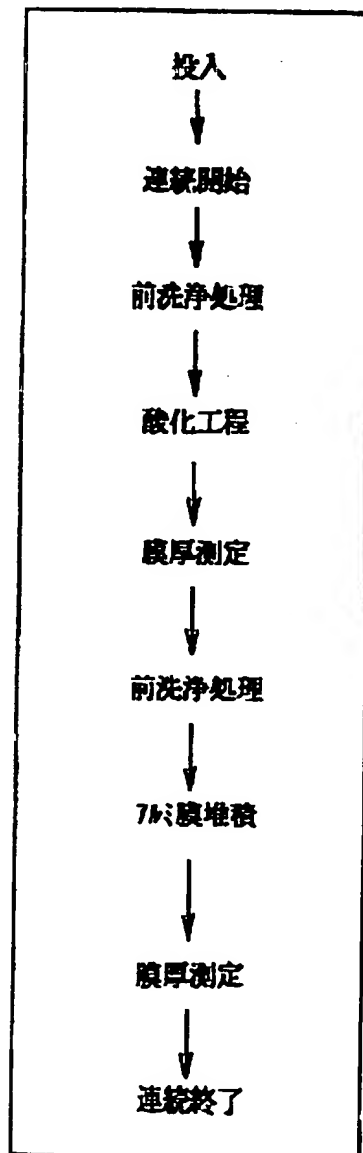 投入
連続開始
前洗浄処理
酸化工程
膜厚測定
前洗浄処理
ｱﾙﾐ膜堆積
膜厚測定
連続終了